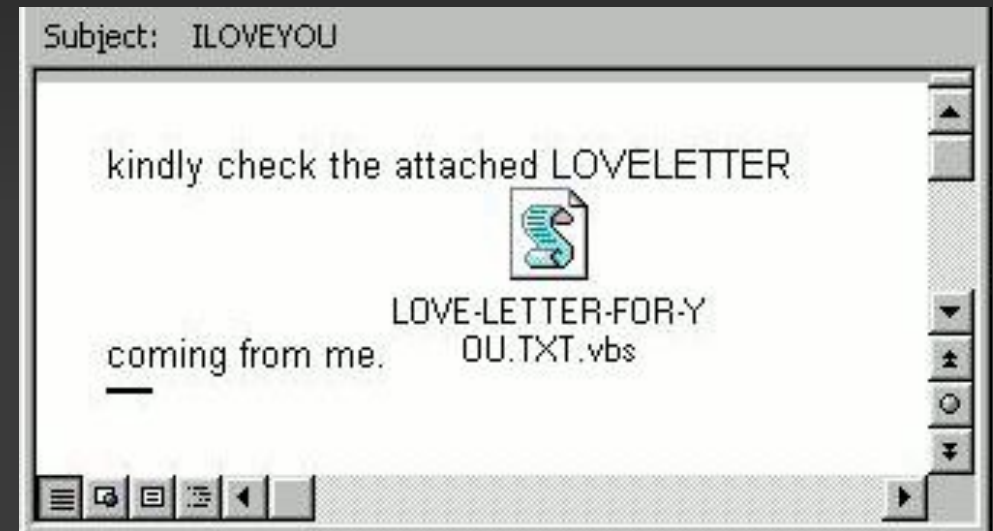 Subject: ILOVEYOU
kindly check the attached LOVELETTER
LOVE-LETTER-FOR-Y
OU.TXT.vbs
coming from me.